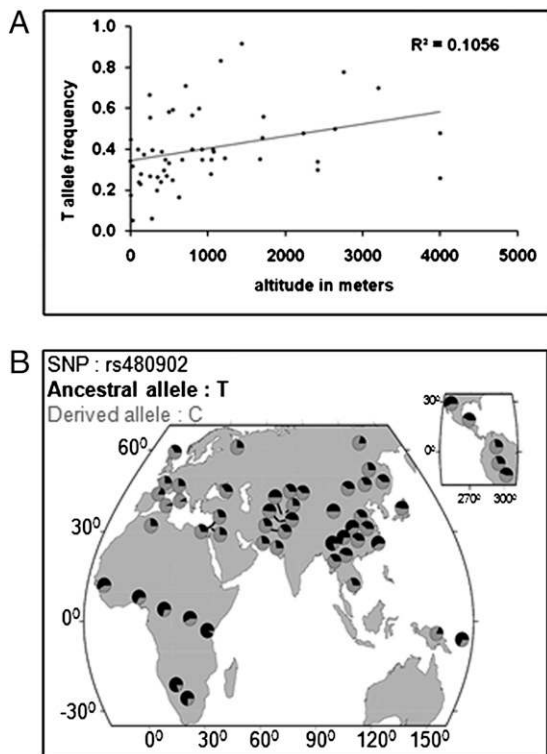 A
R² = 0.1056
T allele frequency
1.0
0.8
0.6
0.4
0.2
0.0
0 1000 2000 3000 4000 5000
altitude in meters
B
SNP : rs480902
Ancestral allele : T
Derived allele : C
60⁰
30⁰
0⁰
-30⁰
0⁰ 30⁰ 60⁰ 90⁰ 120⁰ 150⁰
30⁰
0⁰
270⁰ 300⁰